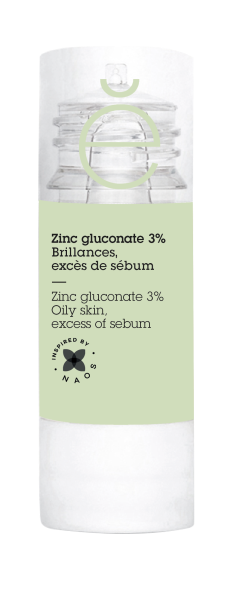 ě
Zinc gluconate 3%
Brillances,
excès de sébum
Zinc gluconate 3%
Oily skin,
excess of sebum
INSPIRED BY
NAOS